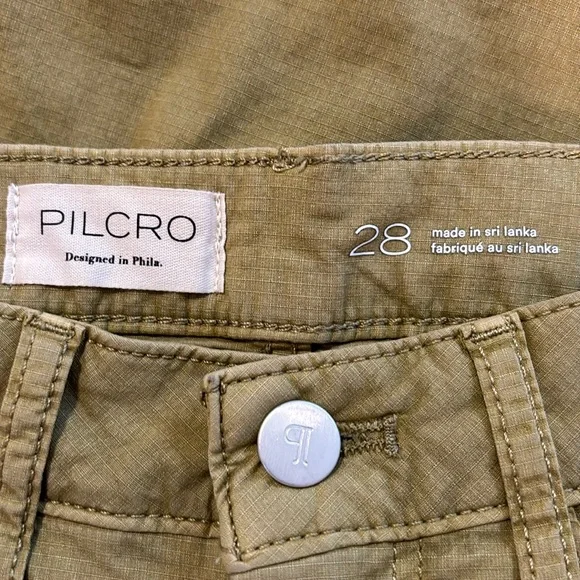 PILCRO
Designed in Phila.
28
made in sri lanka
fabriqué au sri lanka
¶